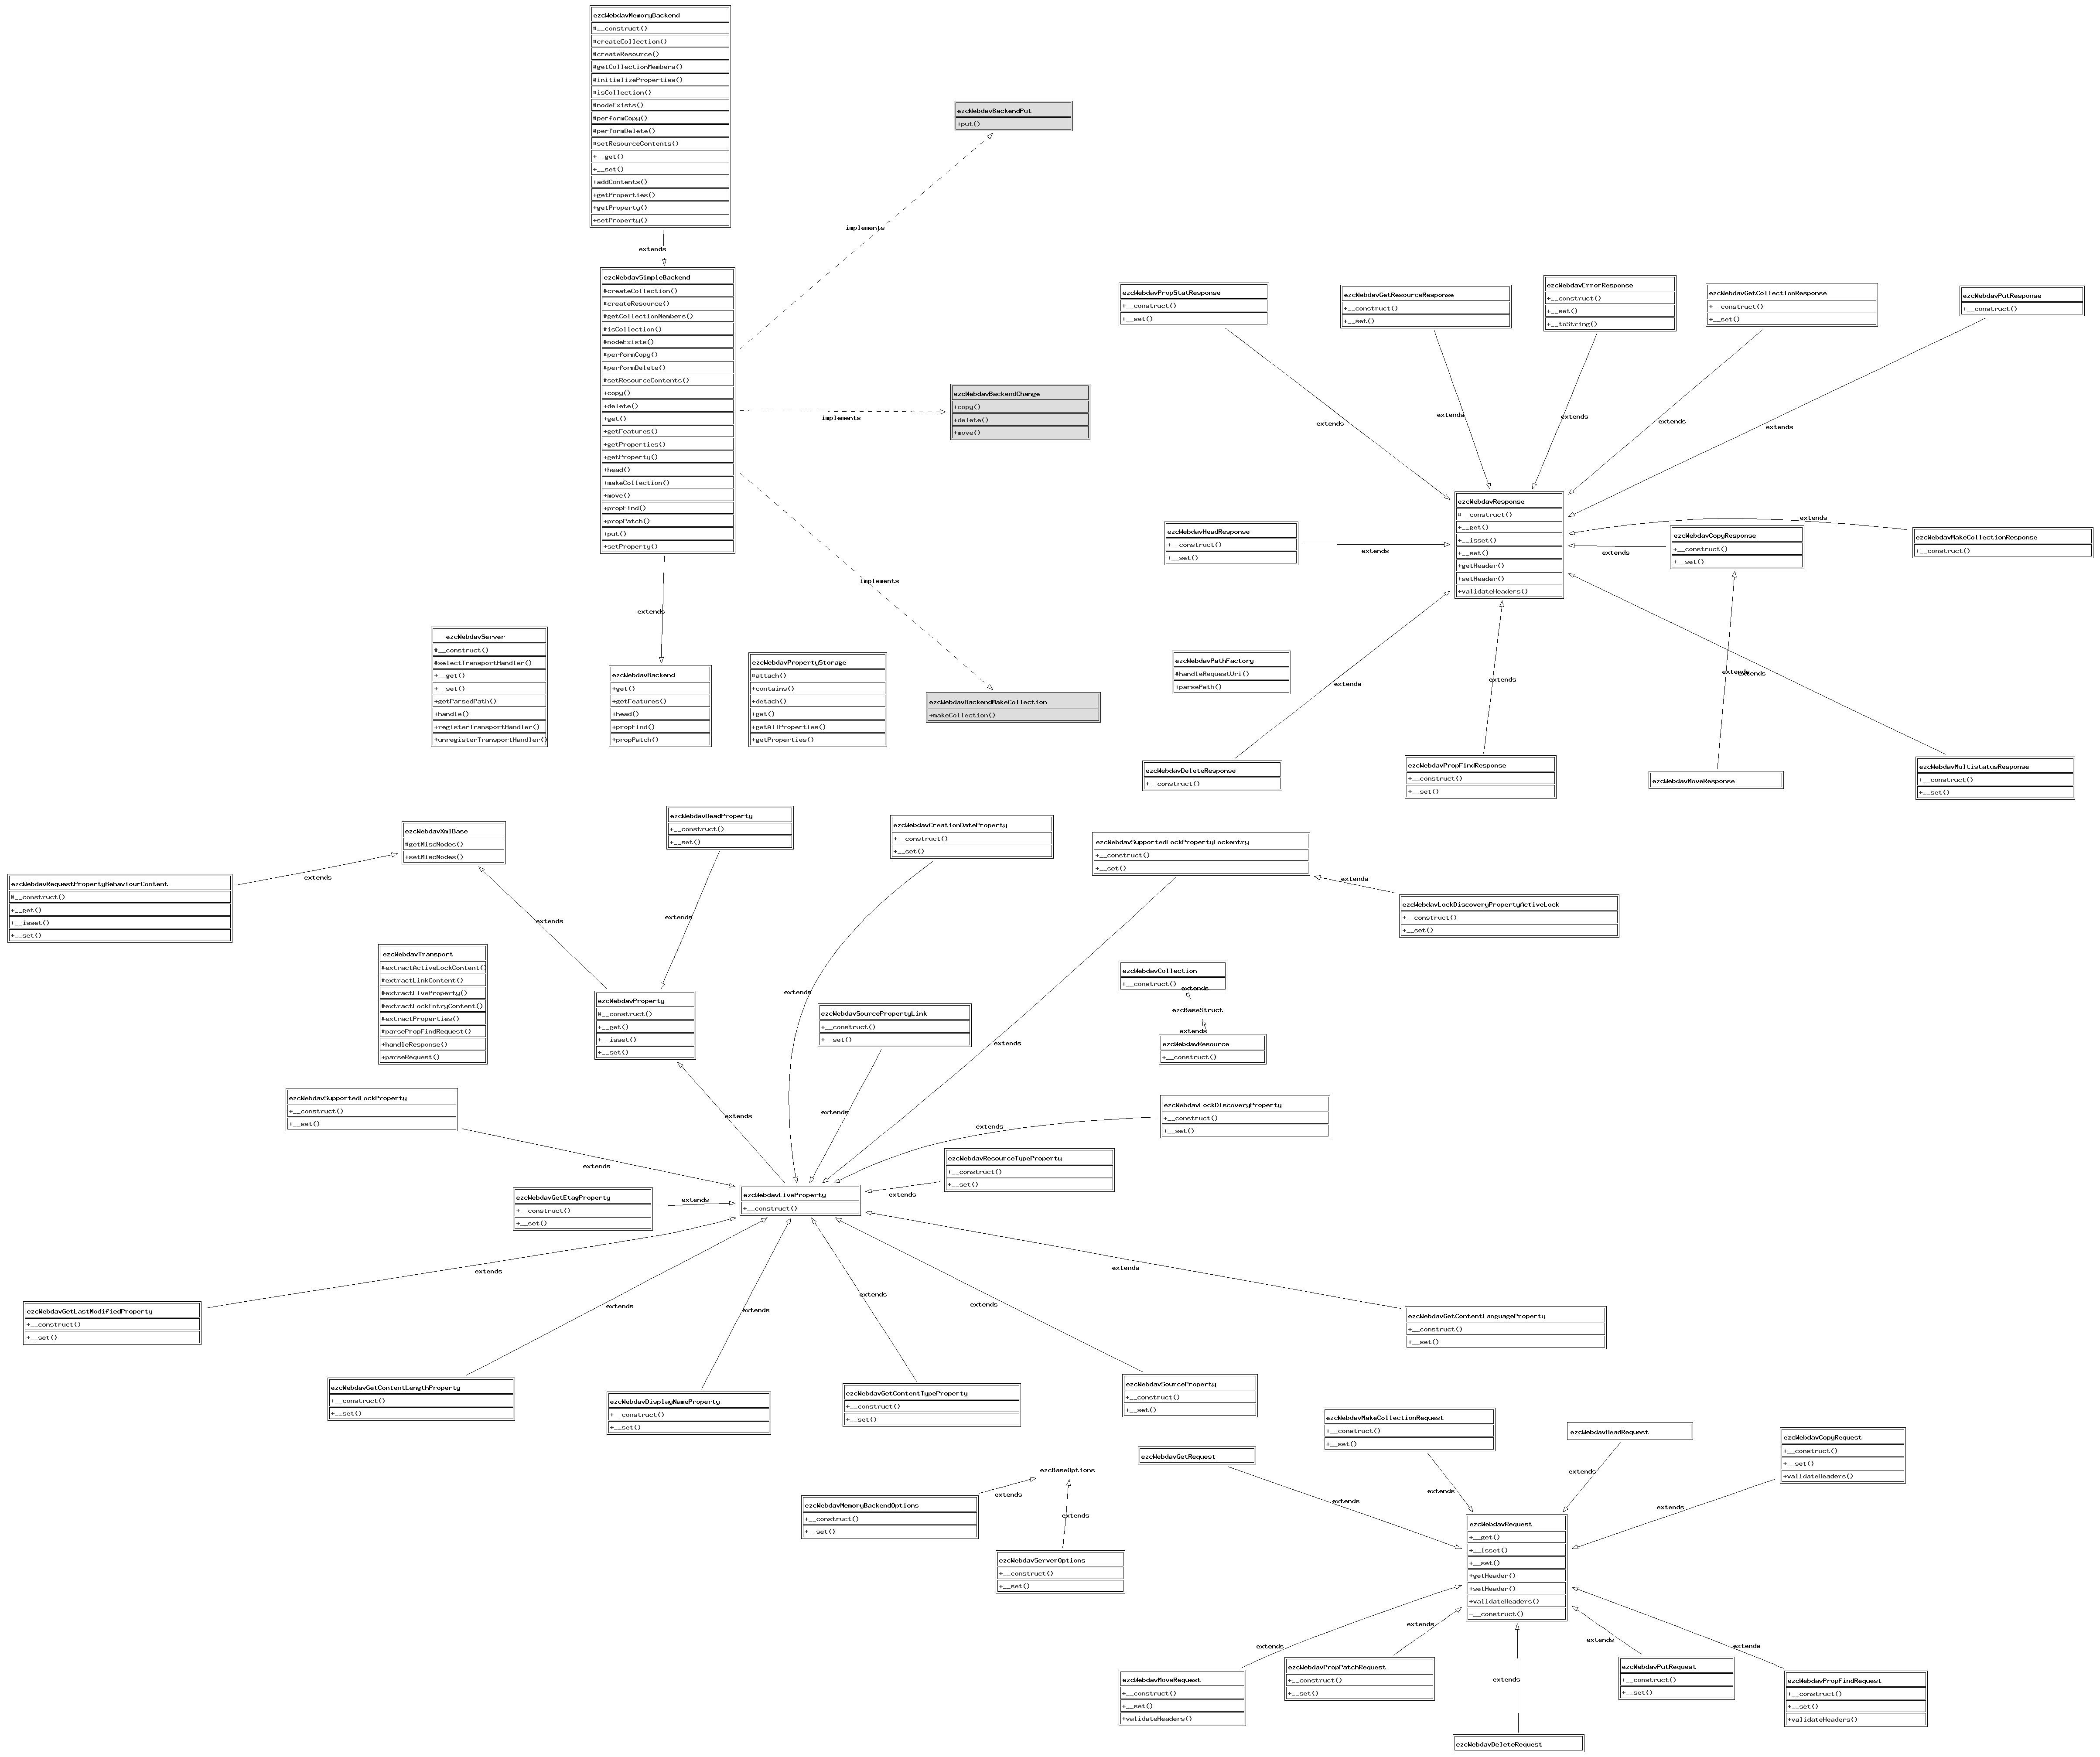 ezcWebdavMemoryBackend
#__construct()
#createCollection()
#createResource()
#getCollectionMembers()
#initializeProperties()
#isCollection()
#nodeExists()
#performCopy()
#performDelete()
#setResourceContents()
+__get()
+__set()
+addContents()
+getProperties()
+getProperty()
+setProperty()
extends
ezcWebdavSimpleBackend
#createCollection()
#createResource()
#getCollectionMembers()
#isCollection()
#nodeExists()
#performCopy()
#performDelete()
#setResourceContents()
+copy()
+delete()
+get()
+getFeatures()
+getProperties()
+getProperty()
+head()
+makeCollection()
+move()
+propFind()
+propPatch()
+put()
+setProperty()
extends
ezcWebdavBackendPut
+put()
implements
ezcWebdavBackendChange
+copy()
+delete()
+move()
implements
implements
ezcWebdavBackendMakeCollection
+makeCollection()
ezcWebdavServer
#__construct()
#selectTransportHandler()
+__get()
+__set()
+getParsedPath()
+handle()
+registerTransportHandler()
+unregisterTransportHandler()
ezcWebdavBackend
+get()
+getFeatures()
+head()
+propFind()
+propPatch()
ezcWebdavPropertyStorage
#attach()
+contains()
+detach()
+get()
+getAllProperties()
+getProperties()
ezcWebdavPropStatResponse
+__construct()
+__set()
ezcWebdavGetResourceResponse
+__construct()
+__set()
ezcWebdavErrorResponse
+__construct()
+__set()
+__toString()
ezcWebdavGetCollectionResponse
+__construct()
+__set()
ezcWebdavPutResponse
+__construct()
extends
extends
extends
extends
extends
ezcWebdavResponse
#__construct()
+__get()
+__isset()
+__set()
+getHeader()
+setHeader()
+validateHeaders()
ezcWebdavHeadResponse
+__construct()
+__set()
extends
extends
ezcWebdavCopyResponse
+__construct()
+__set()
extends
ezcWebdavMakeCollectionResponse
+__construct()
ezcWebdavPathFactory
#handleRequestUri()
+parsePath()
extends
extends
extends
extends
ezcWebdavDeleteResponse
+__construct()
ezcWebdavPropFindResponse
+__construct()
+__set()
ezcWebdavMoveResponse
ezcWebdavMultistatusResponse
+__construct()
+__set()
ezcWebdavXmlBase
#getMiscNodes()
+setMiscNodes()
ezcWebdavRequestPropertyBehaviourContent
#__construct()
+__get()
+__isset()
+__set()
extends
extends
ezcWebdavDeadProperty
+__construct()
+__set()
extends
ezcWebdavCreationDateProperty
+__construct()
+__set()
extends
ezcWebdavSupportedLockPropertyLockentry
+__construct()
+__set()
extends
extends
ezcWebdavLockDiscoveryPropertyActiveLock
+__construct()
+__set()
ezcWebdavTransport
#extractActiveLockContent()
#extractLinkContent()
#extractLiveProperty()
#extractLockEntryContent()
#extractProperties()
#parsePropFindRequest()
+handleResponse()
+parseRequest()
ezcWebdavProperty
#__construct()
+__get()
+__isset()
+__set()
extends
ezcWebdavSourcePropertyLink
+__construct()
+__set()
extends
ezcWebdavCollection
+__construct()
extends
ezcBaseStruct
extends
ezcWebdavResource
+__construct()
ezcWebdavSupportedLockProperty
+__construct()
+__set()
extends
ezcWebdavLockDiscoveryProperty
+__construct()
+__set()
extends
ezcWebdavResourceTypeProperty
+__construct()
+__set()
extends
ezcWebdavGetEtagProperty
+__construct()
+__set()
extends
ezcWebdavLiveProperty
+__construct()
extends
extends
extends
extends
extends
extends
ezcWebdavGetLastModifiedProperty
+__construct()
+__set()
ezcWebdavGetContentLengthProperty
+__construct()
+__set()
ezcWebdavDisplayNameProperty
+__construct()
+__set()
ezcWebdavGetContentTypeProperty
+__construct()
+__set()
ezcWebdavSourceProperty
+__construct()
+__set()
ezcWebdavGetContentLanguageProperty
+__construct()
+__set()
ezcBaseOptions
extends
ezcWebdavMemoryBackendOptions
+__construct()
+__set()
extends
ezcWebdavServerOptions
+__construct()
+__set()
ezcWebdavGetRequest
ezcWebdavMakeCollectionRequest
+__construct()
+__set()
ezcWebdavHeadRequest
ezcWebdavCopyRequest
+__construct()
+__set()
+validateHeaders()
extends
extends
extends
extends
ezcWebdavRequest
+__get()
+__isset()
+__set()
+getHeader()
+setHeader()
+validateHeaders()
-__construct()
extends
extends
extends
extends
extends
ezcWebdavMoveRequest
+__construct()
+__set()
+validateHeaders()
ezcWebdavPropPatchRequest
+__construct()
+__set()
ezcWebdavDeleteRequest
ezcWebdavPutRequest
+__construct()
+__set()
ezcWebdavPropFindRequest
+__construct()
+__set()
+validateHeaders()